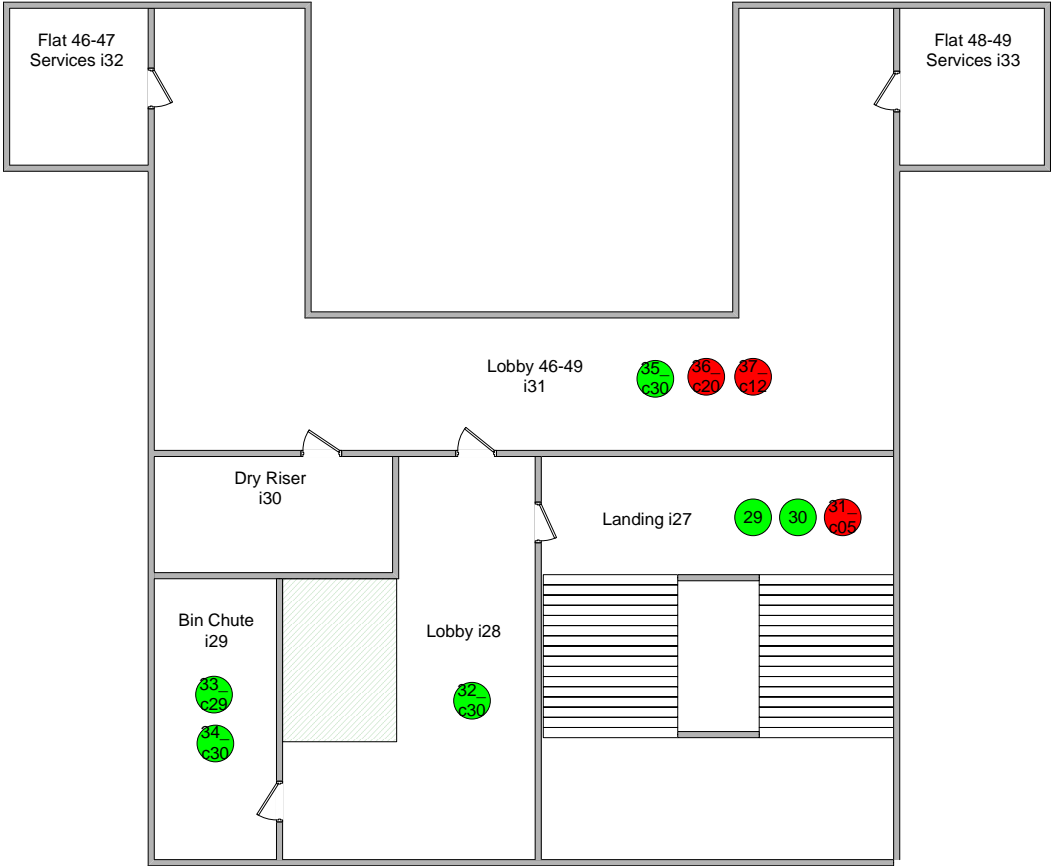 Flat 46-47
Services i32
Flat 48-49
Services i33
Lobby 46-49
i31
35_
c30
36_
c20
37_
c12
Dry Riser
i30
Landing i27
29
30
31_
c05
Bin Chute
i29
Lobby i28
33_
c29
32_
c30
34_
c30